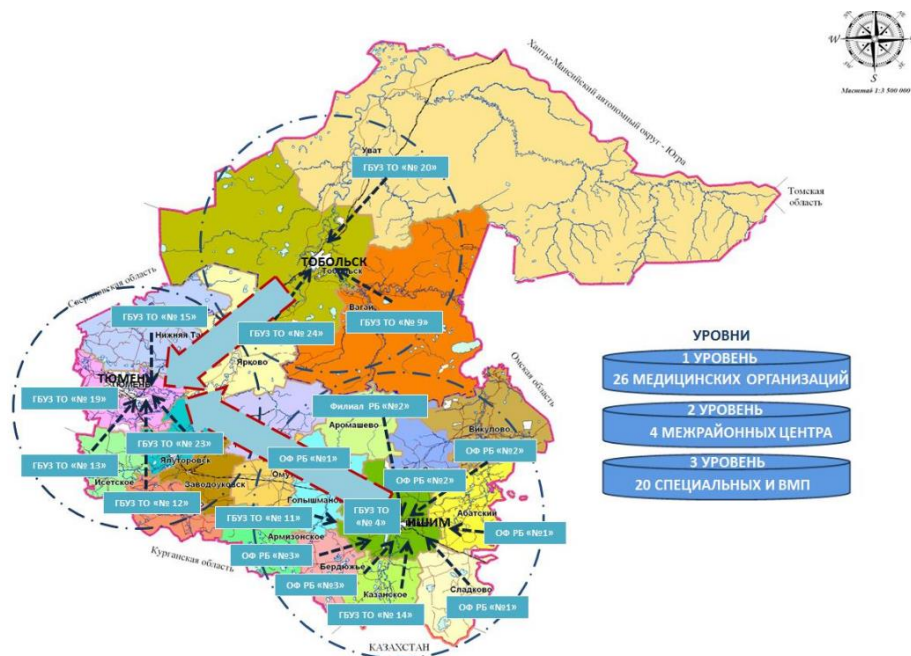 W
S
Масштаб 1:3 500 000
Ханты-Мансийский автономный округ - Югра
Томская
область
Уват
ГБУЗ ТО «№ 20»
ТОБОЛЬСК
Тобольск
Свердловская область
Вагай
ГБУЗ ТО «№ 15»
ГБУЗ ТО «№ 24»
ГБУЗ ТО «№ 9»
Нижняя Та
Ярково
ТЮМЕНЬ
ТЮМЕНЬ
Омская область
ГБУЗ ТО «№ 19»
Филиал РБ «№2»
Аромашево
Викулово
ГБУЗ ТО «№ 23»
ОФ РБ «№1»
ОФ РБ «№2»
ОФ РБ «№2»
Ялуторовск
ГБУЗ ТО «№ 13»
Исетское
Заводоуковск
Ому
Голышманово
ГБУЗ ТО «№ 12»
ГБУЗ ТО «№ 11»
ГБУЗ ТО
«№ 4»
ИШИМ
Абатский
Армизонское
ОФ РБ «№1»
Курганская область
ОФ РБ «№3»
Бердюжье
ОФ РБ «№3»
Казанское
Сладково
ОФ РБ «№1»
ГБУЗ ТО «№ 14»
КАЗАХСТАН
УРОВНИ
1 УРОВЕНЬ
26 МЕДИЦИНСКИХ ОРГАНИЗАЦИЙ
2 УРОВЕНЬ
4 МЕЖРАЙОННЫХ ЦЕНТРА
3 УРОВЕНЬ
20 СПЕЦИАЛЬНЫХ И ВМП